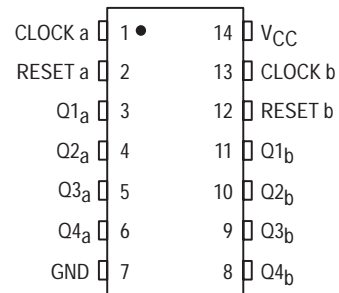 CLOCK a 1 14 VCC
RESET a 2 13 CLOCK b
Q1a 3 12 RESET b
Q2a 4 11 Q1b
Q3a 5 10 Q2b
Q4a 6 9 Q3b
GND 7 8 Q4b